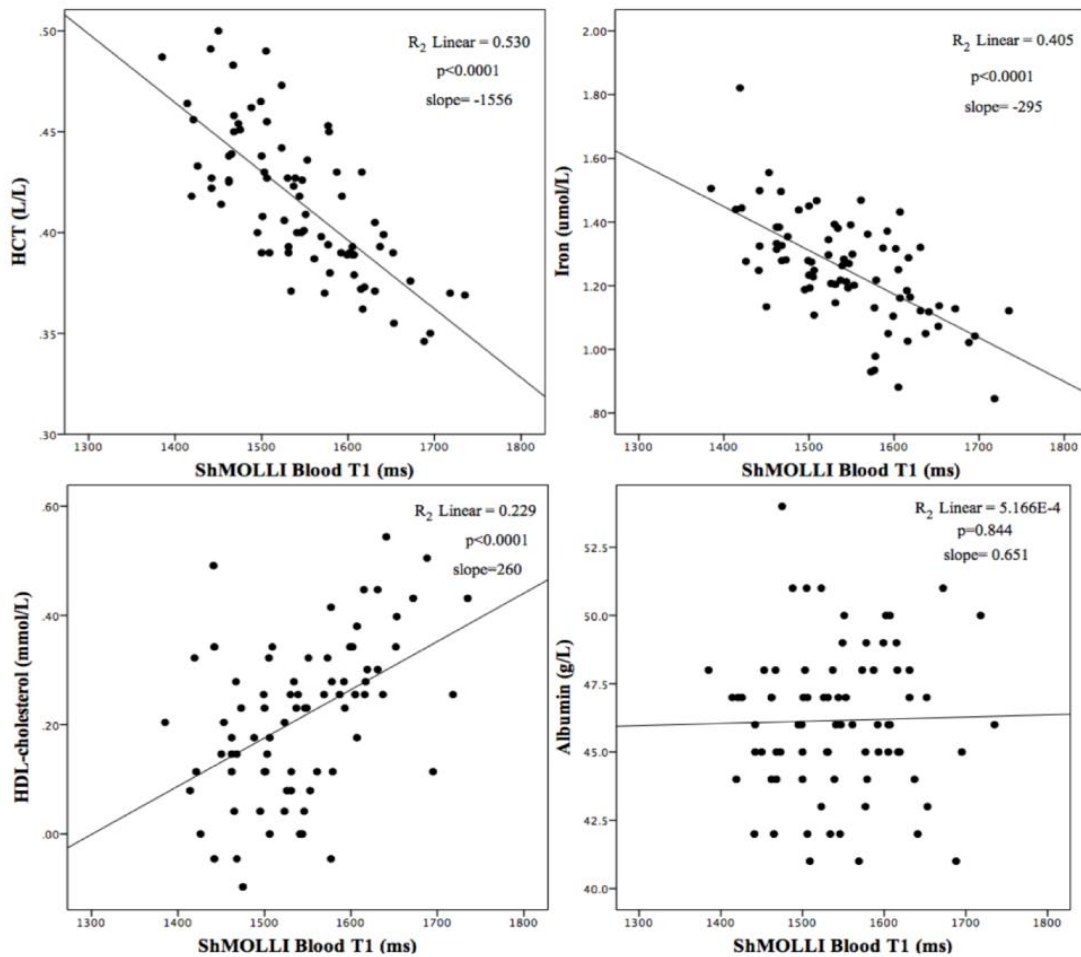 R2 Linear = 0.530
p<0.0001
slope= -1556
HCT (L/L)
.50
.45
.40
.35
.30
1300 1400 1500 1600 1700 1800
ShMOLLI Blood T1 (ms)
R2 Linear = 0.405
p<0.0001
slope= -295
Iron (umol/L)
2.00
1.80
1.60
1.40
1.20
1.00
.80
1300 1400 1500 1600 1700 1800
ShMOLLI Blood T1 (ms)
R2 Linear = 0.229
p<0.0001
slope=260
HDL-cholesterol (mmol/L)
.60
.40
.20
.00
1300 1400 1500 1600 1700 1800
ShMOLLI Blood T1 (ms)
R2 Linear = 5.166E-4
p=0.844
slope= 0.651
Albumin (g/L)
52.5
50.0
47.5
45.0
42.5
40.0
1300 1400 1500 1600 1700 1800
ShMOLLI Blood T1 (ms)